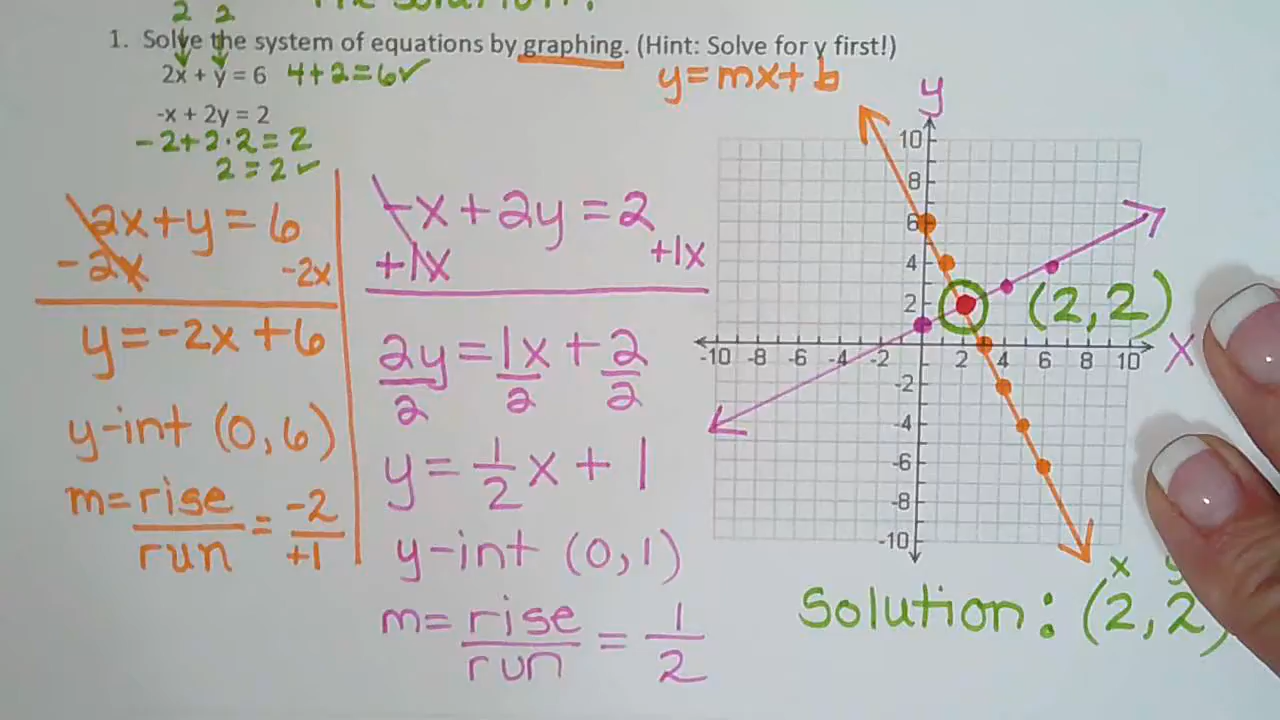 The solution!
2 2
1. Solve the system of equations by graphing. (Hint: Solve for y first!)
2x + y = 6 4+2=6✓
-x + 2y = 2
-2+2·2=2
2=2✓
2x+y=6
-2x -2x
y=-2x+6
y-int (0,6)
m=rise/run=-2/+1
-x+2y=2
+1x +1x
2y/2=1x/2+2/2
y=1/2x+1
y-int (0,1)
m=rise/run=1/2
y=mx+b
y
10
8
6
4
2
-10 -8 -6 -4 -2 2 4 6 8 10 x
-2
-4
-6
-8
-10
(2,2)
x y
Solution: (2,2)